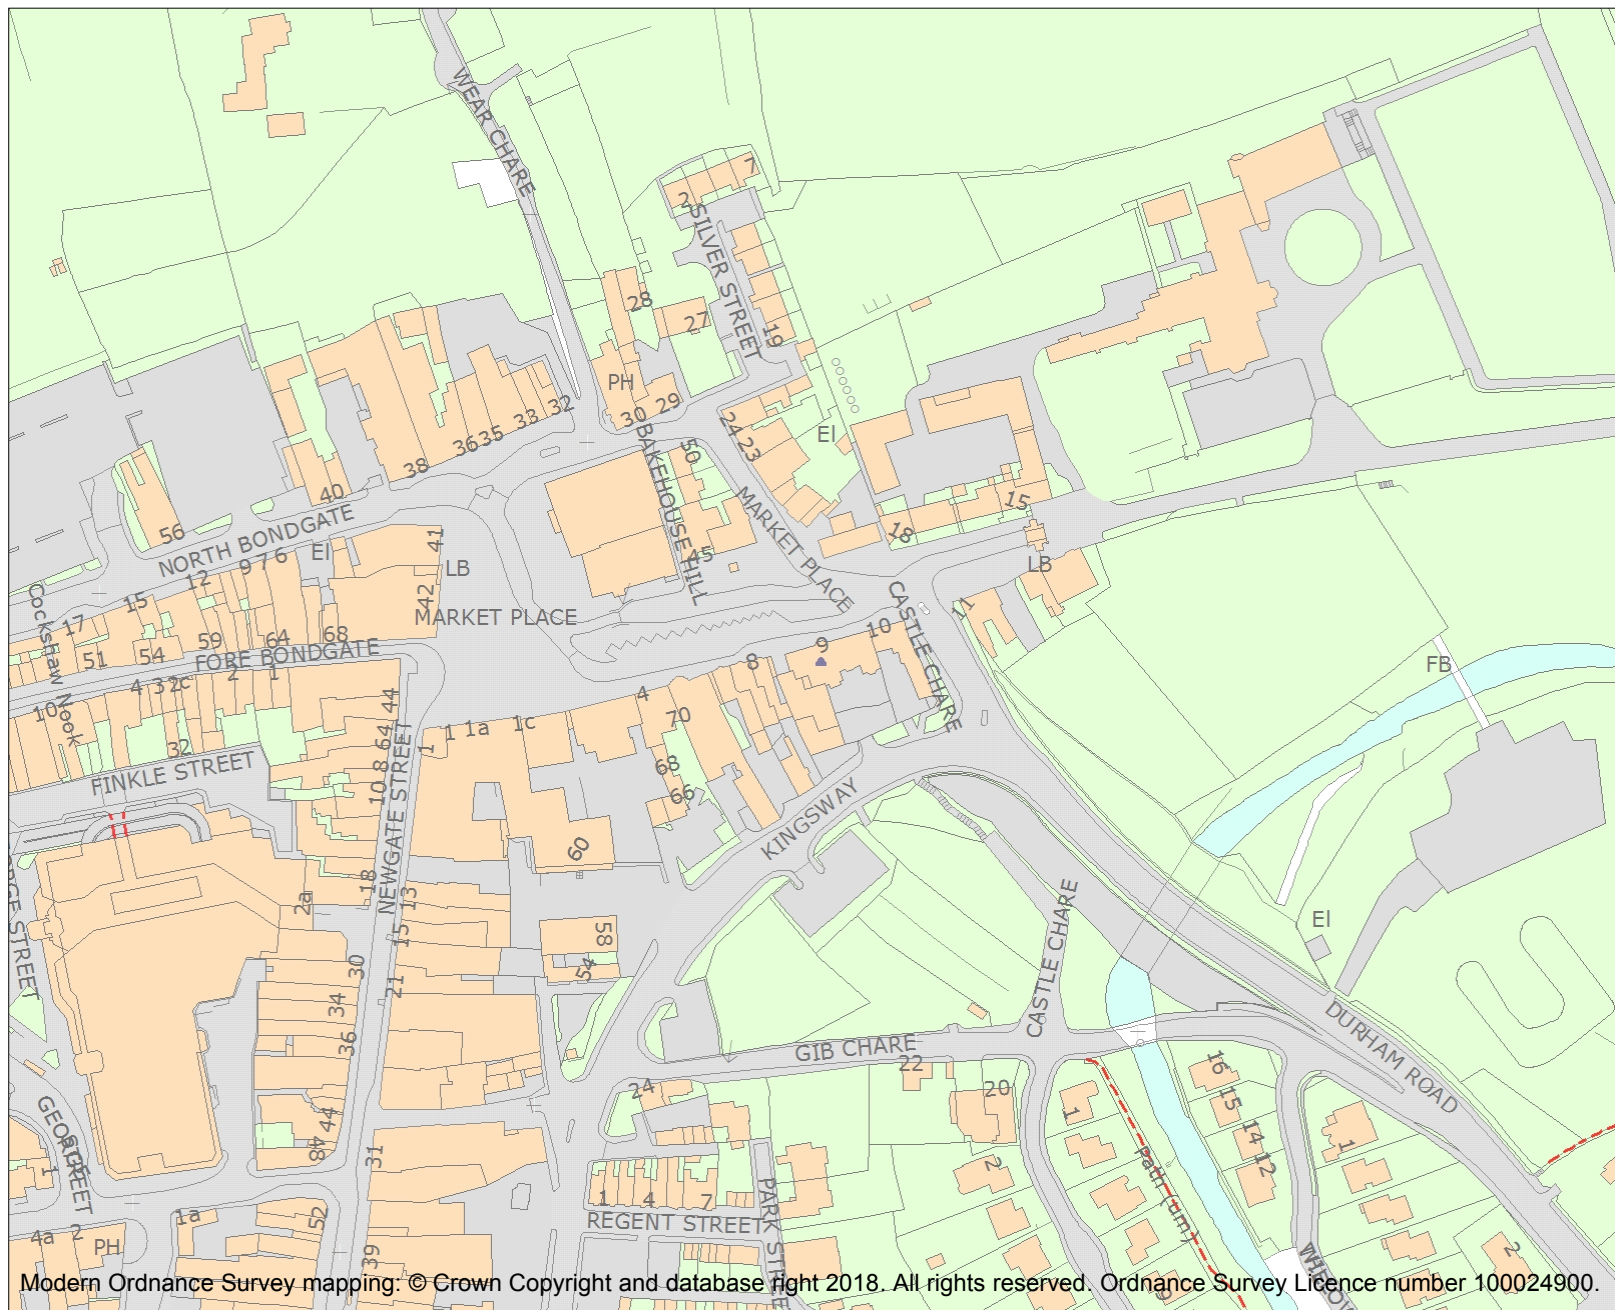 WEAR CHARE
7
2
SILVER STREET
28
27
19
PH
30
29
32
33
35
36
38
40
24
23
EI
50
BAKEHOUSE HILL
MARKET PLACE
45
15
18
LB
56
NORTH BONDGATE
EI
6
7
9
12
15
17
41
LB
42
MARKET PLACE
Cockshaw Nook
51
54
59
64
68
FORE BONDGATE
CASTLE CHARE
11
10
9
8
4
70
68
66
FB
10
4
3
2c
2
1
44
64
8
10
32
FINKLE STREET
NEWGATE STREET
1
1
1a
1c
60
KINGSWAY
18
13
2a
15
58
54
30
21
34
36
CASTLE CHARE
EI
GIB CHARE
22
24
20
DURHAM ROAD
16
15
14
12
1
1
2
Path (um)
GEORGE STREET
1
44
48
31
1
4
7
REGENT STREET
PARK STREET
1a
52
4a
2
PH
39
9
2
Modern Ordnance Survey mapping: © Crown Copyright and database right 2018. All rights reserved. Ordnance Survey Licence number 100024900.